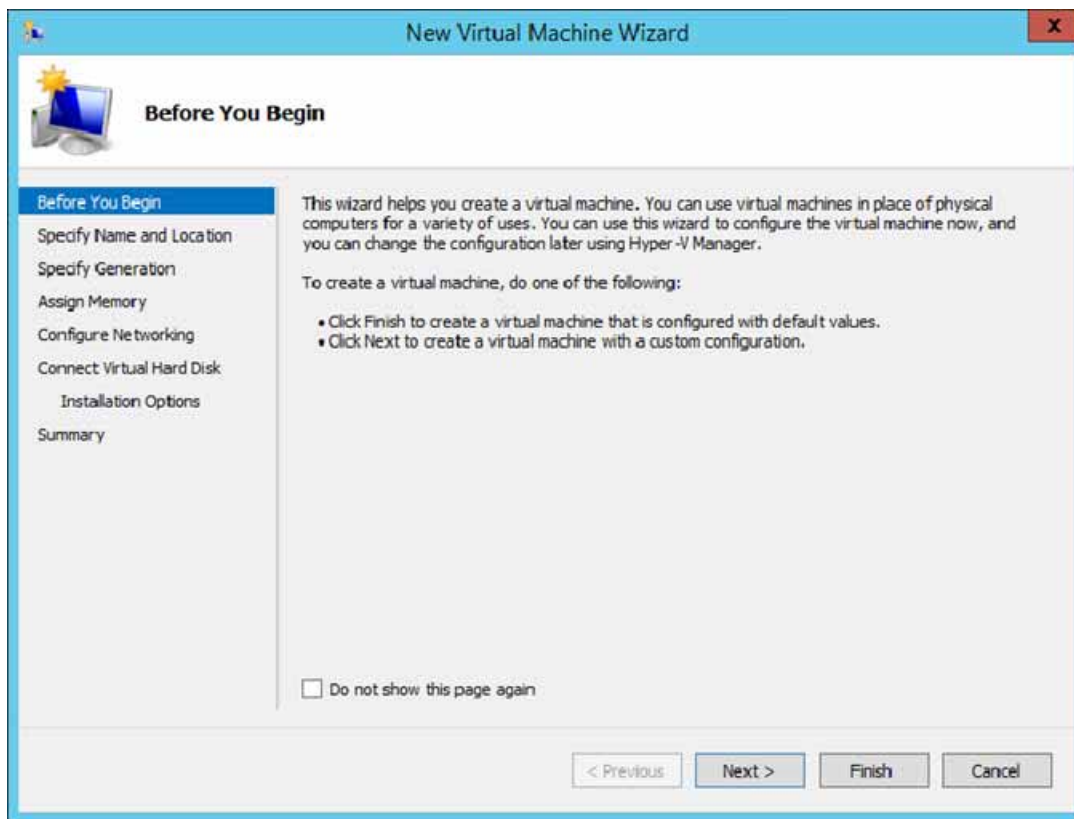 New Virtual Machine Wizard
x
Before You Begin
Before You Begin
Specify Name and Location
Specify Generation
Assign Memory
Configure Networking
Connect Virtual Hard Disk
Installation Options
Summary
This wizard helps you create a virtual machine. You can use virtual machines in place of physical
computers for a variety of uses. You can use this wizard to configure the virtual machine now, and
you can change the configuration later using Hyper-V Manager.
To create a virtual machine, do one of the following:
• Click Finish to create a virtual machine that is configured with default values.
• Click Next to create a virtual machine with a custom configuration.
Do not show this page again
< Previous
Next >
Finish
Cancel